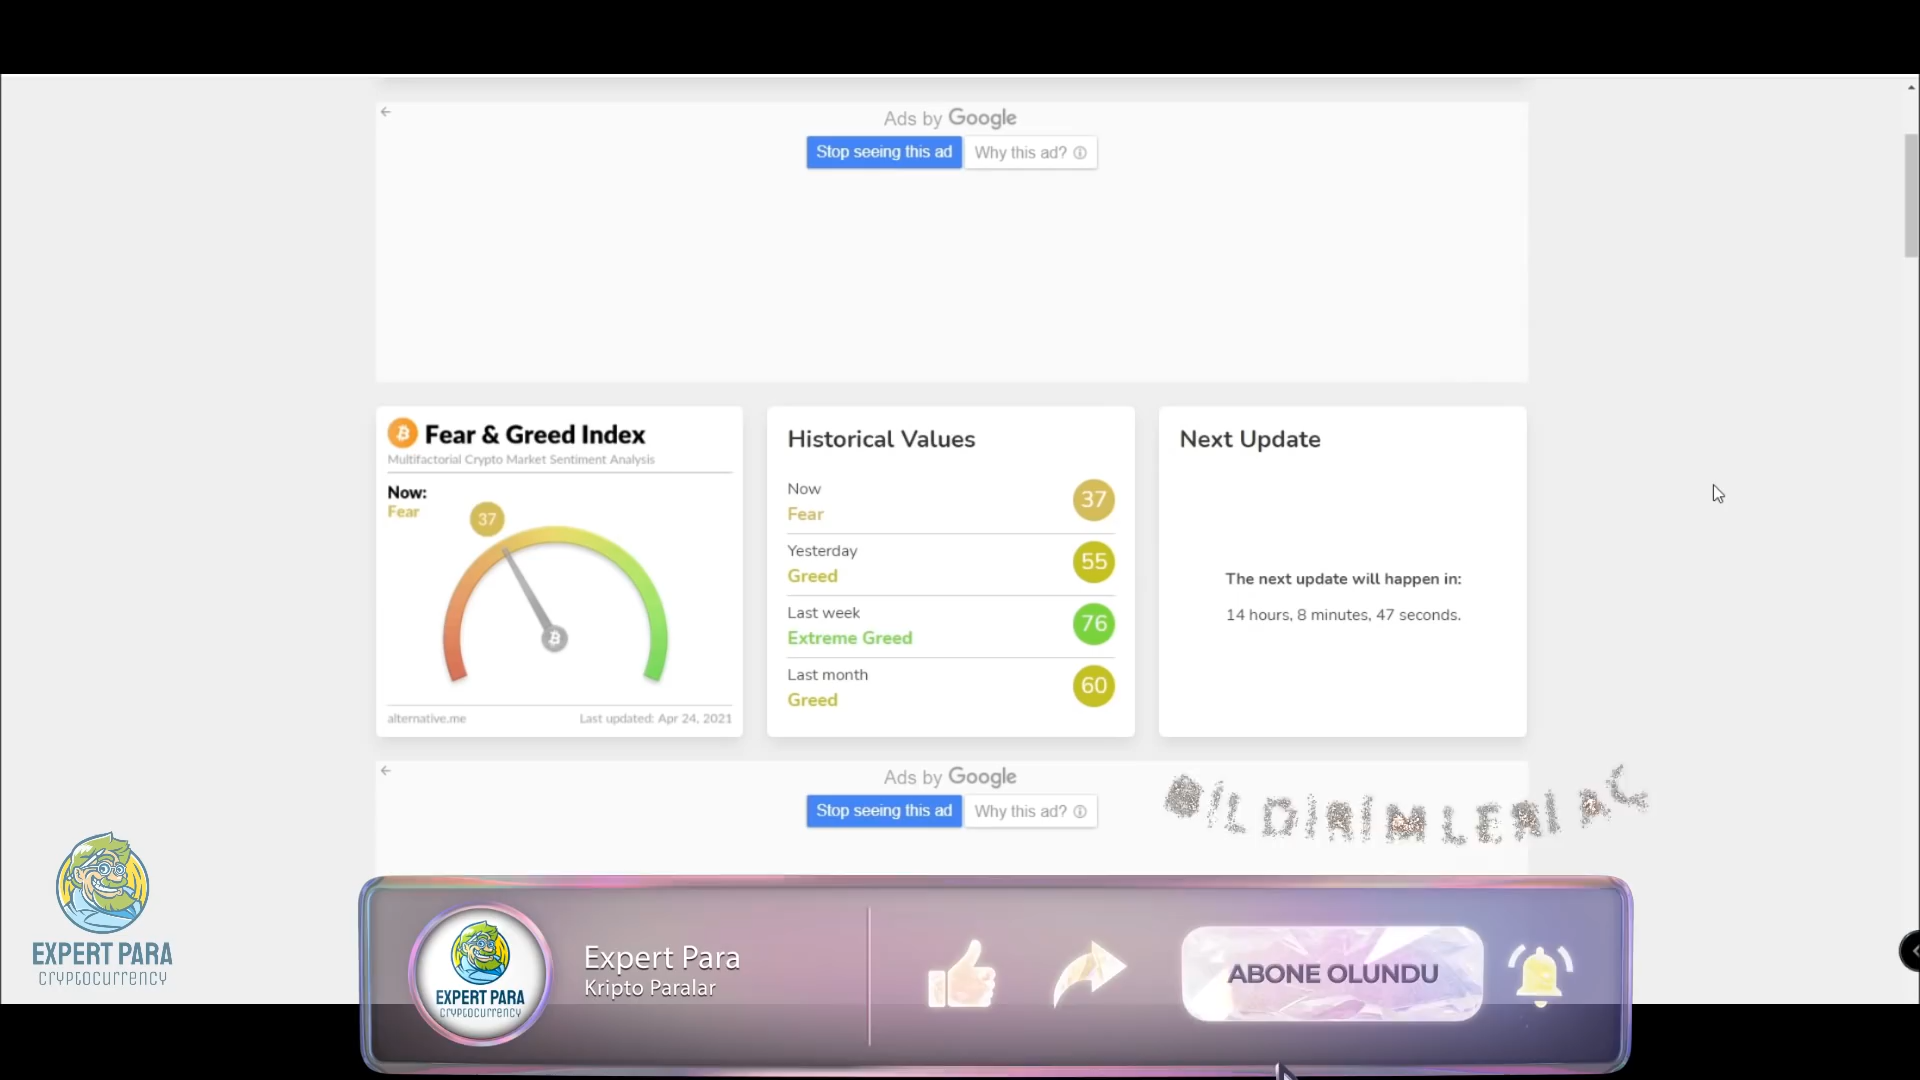 Ads by Google
Stop seeing this ad
Why this ad?
Fear & Greed Index
Multifactorial Crypto Market Sentiment Analysis
Now:
Fear
37
alternative.me
Last updated: Apr 24, 2021
Historical Values
Now
Fear
37
Yesterday
Greed
55
Last week
Extreme Greed
76
Last month
Greed
60
Next Update
The next update will happen in:
14 hours, 8 minutes, 47 seconds.
Ads by Google
Stop seeing this ad
Why this ad?
EXPERT PARA
CRYPTOCURRENCY
EXPERT PARA
CRYPTOCURRENCY
Expert Para
Kripto Paralar
ABONE OLUNDU